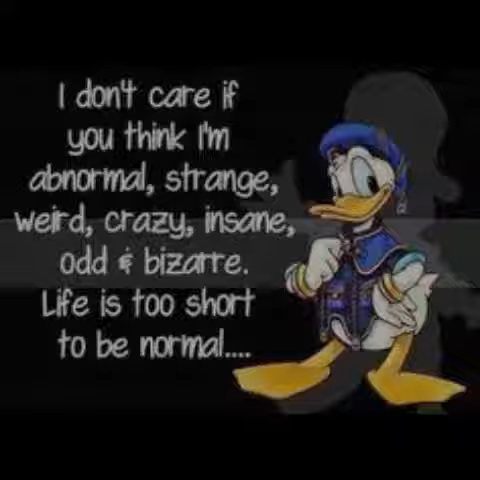 I don't care if
you think I'm
abnormal, strange,
weird, crazy, insane,
odd & bizarre.
Life is too short
to be normal....